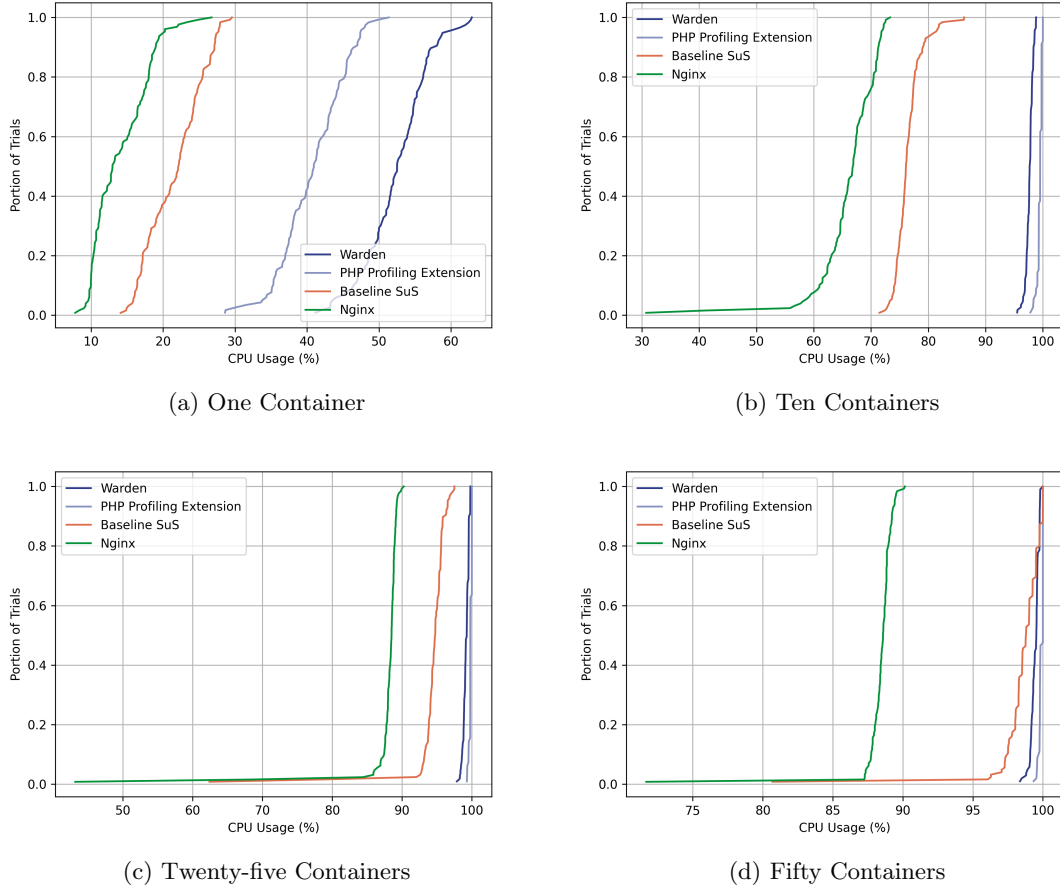 1.0
0.8
0.6
0.4
0.2
0.0
Portion of Trials
Warden
PHP Profiling Extension
Baseline SuS
Nginx
10 20 30 40 50 60
CPU Usage (%)
(a) One Container
1.0
0.8
0.6
0.4
0.2
0.0
Portion of Trials
Warden
PHP Profiling Extension
Baseline SuS
Nginx
30 40 50 60 70 80 90 100
CPU Usage (%)
(b) Ten Containers
1.0
0.8
0.6
0.4
0.2
0.0
Portion of Trials
Warden
PHP Profiling Extension
Baseline SuS
Nginx
50 60 70 80 90 100
CPU Usage (%)
(c) Twenty-five Containers
1.0
0.8
0.6
0.4
0.2
0.0
Portion of Trials
Warden
PHP Profiling Extension
Baseline SuS
Nginx
75 80 85 90 95 100
CPU Usage (%)
(d) Fifty Containers